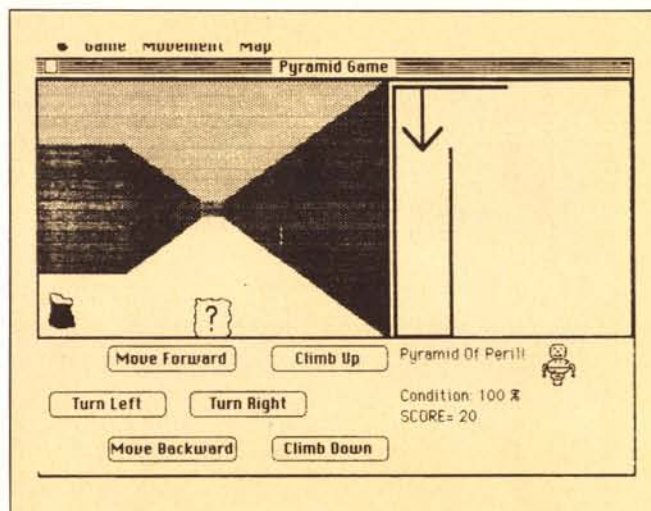 Game Movement Map
Pyramid Game
?
Move Forward
Climb Up
Pyramid Of Peril!
Turn Left
Turn Right
Condition: 100 %
SCORE= 20
Move Backward
Climb Down